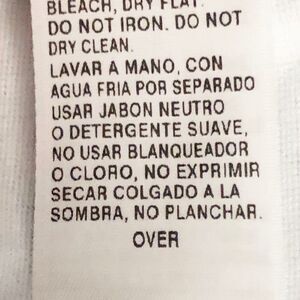 BLEACH, DRY FLAT.
DO NOT IRON. DO NOT
DRY CLEAN.
LAVAR A MANO, CON
AGUA FRIA POR SEPARADO
USAR JABON NEUTRO
O DETERGENTE SUAVE,
NO USAR BLANQUEADOR
O CLORO, NO EXPRIMIR
SECAR COLGADO A LA
SOMBRA, NO PLANCHAR.
OVER